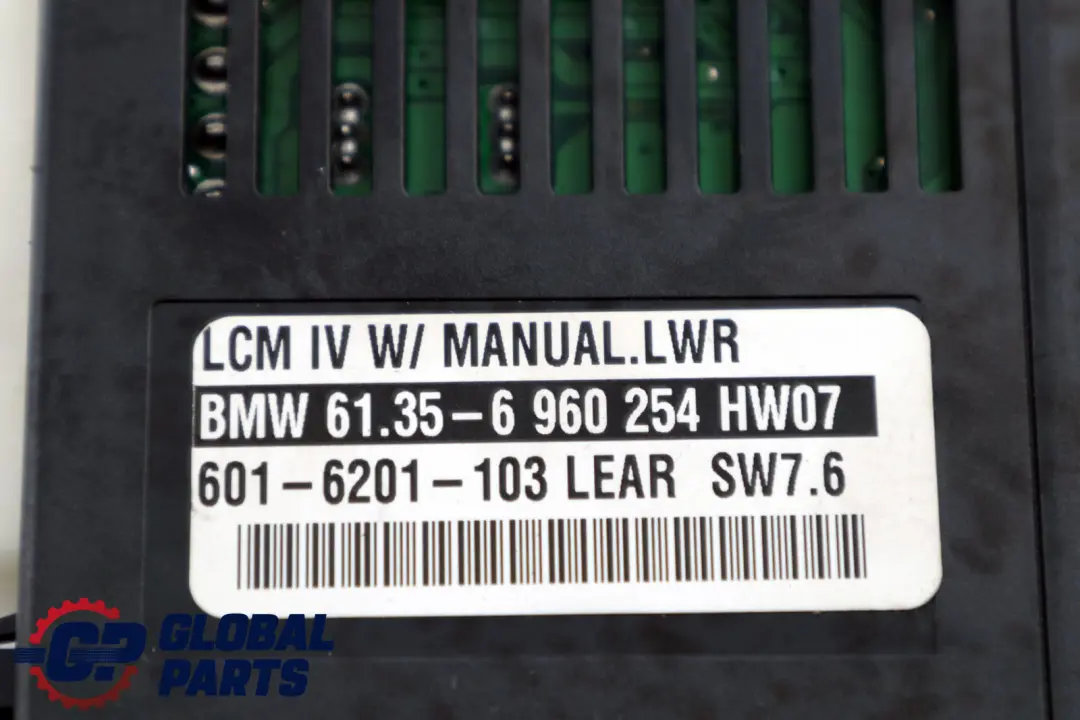 LCM IV W/ MANUAL.LWR
BMW 61.35-6 960 254 HW07
601-6201-103 LEAR SW7.6
GP GLOBAL
PARTS